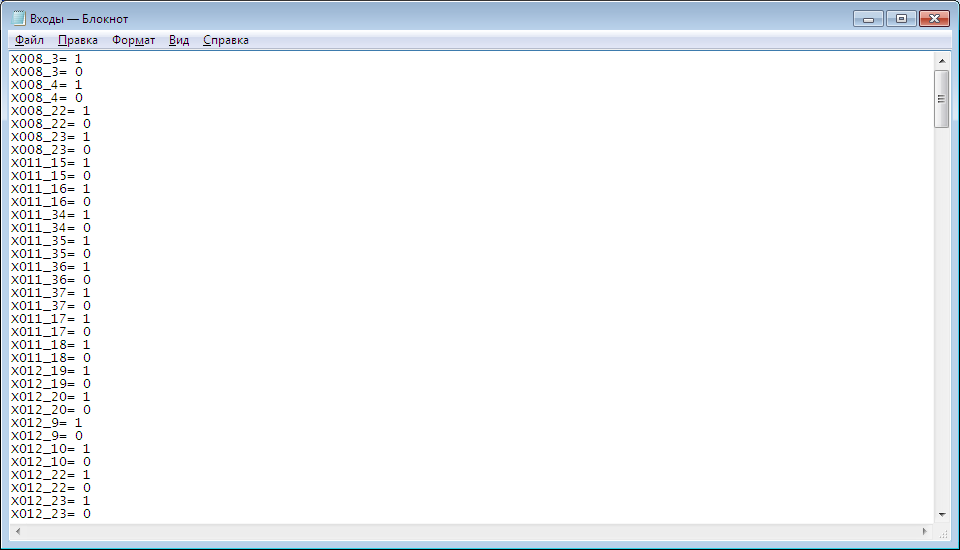 Входы — Блокнот
Файл Правка Формат Вид Справка
X008_3= 1
X008_3= 0
X008_4= 1
X008_4= 0
X008_22= 1
X008_22= 0
X008_23= 1
X008_23= 0
X011_15= 1
X011_15= 0
X011_16= 1
X011_16= 0
X011_34= 1
X011_34= 0
X011_35= 1
X011_35= 0
X011_36= 1
X011_36= 0
X011_37= 1
X011_37= 0
X011_17= 1
X011_17= 0
X011_18= 1
X011_18= 0
X012_19= 1
X012_19= 0
X012_20= 1
X012_20= 0
X012_9= 1
X012_9= 0
X012_10= 1
X012_10= 0
X012_22= 1
X012_22= 0
X012_23= 1
X012_23= 0